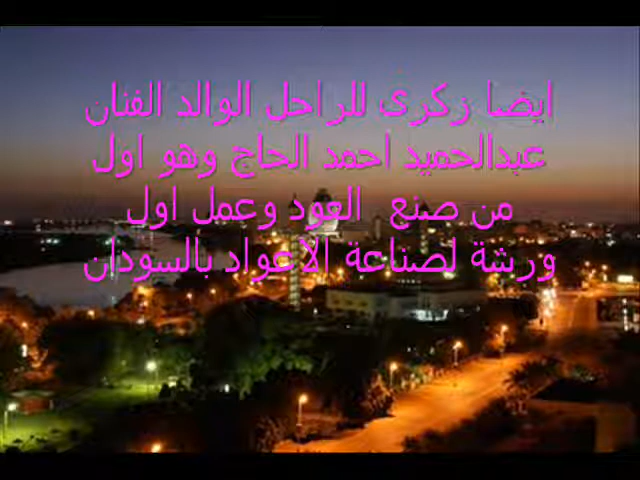 ايضا زكرى للراحل الوالد الفنان
عبدالحميد احمد الحاج وهو اول
من صنع العود وعمل اول
ورشة لصناعة الاعواد بالسودان